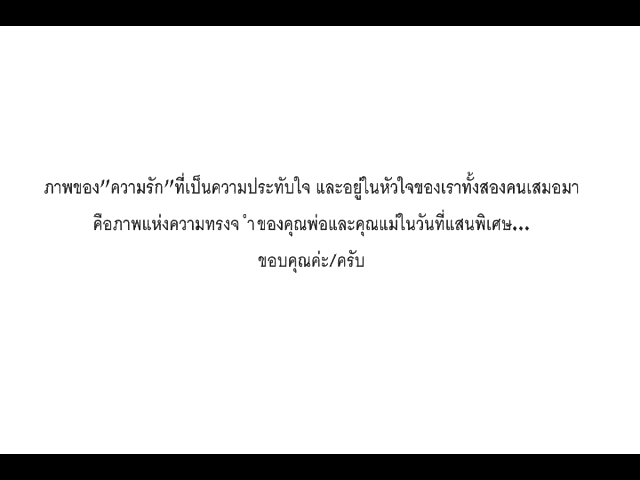 ภาพของ"ความรัก"ที่เป็นความประทับใจ และอยู่ในหัวใจของเราทั้งสองคนเสมอมา
คือภาพแห่งความทรงจ ำของคุณพ่อและคุณแม่ในวันที่แสนพิเศษ...
ขอบคุณค่ะ/ครับ